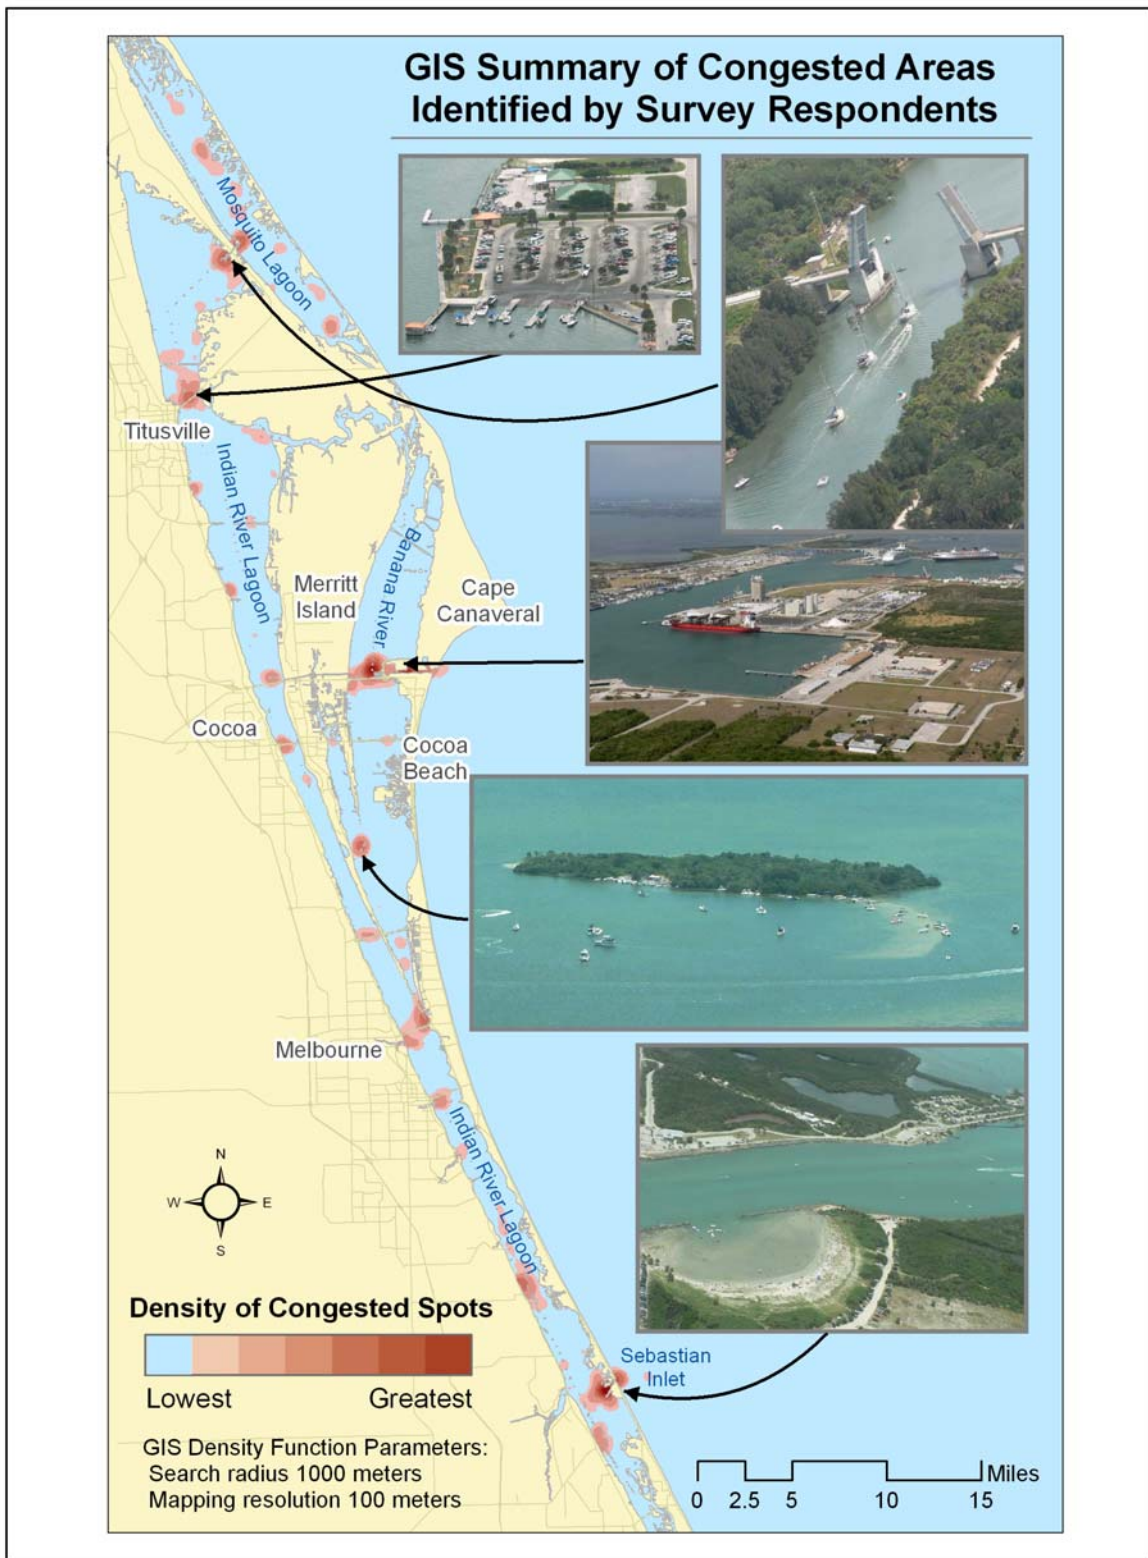 GIS Summary of Congested Areas
Identified by Survey Respondents
Mosquito Lagoon
Titusville
Indian River Lagoon
Banana River
Merritt
Island
Cape
Canaveral
Cocoa
Cocoa
Beach
Melbourne
Indian River Lagoon
N
W
E
S
Density of Congested Spots
Lowest
Greatest
Sebastian
Inlet
GIS Density Function Parameters:
Search radius 1000 meters
Mapping resolution 100 meters
Miles
0 2.5 5 10 15